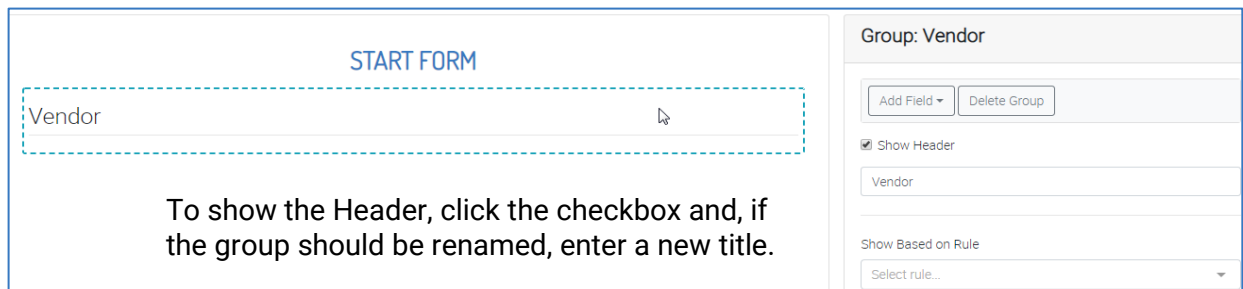 START FORM
Vendor
To show the Header, click the checkbox and, if
the group should be renamed, enter a new title.
Group: Vendor
Add Field Delete Group
Show Header
Vendor
Show Based on Rule
Select rule...